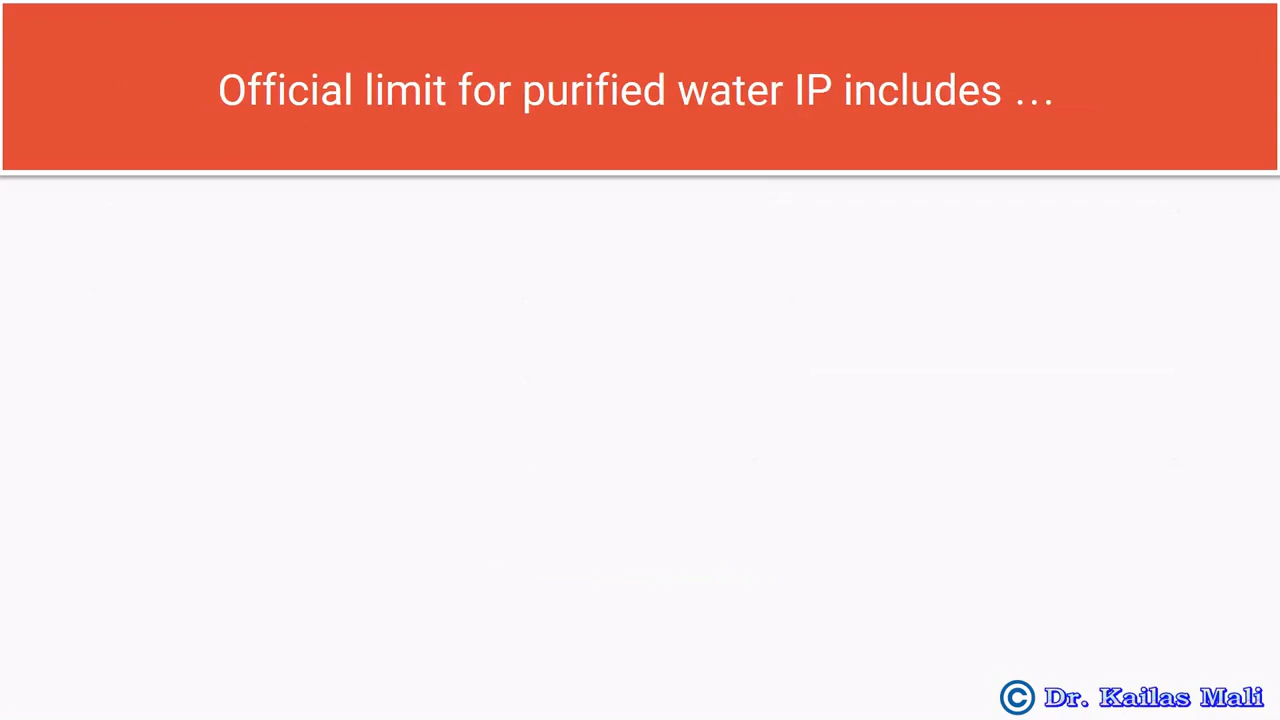 Official limit for purified water IP includes ...
© Dr. Kailas Mali